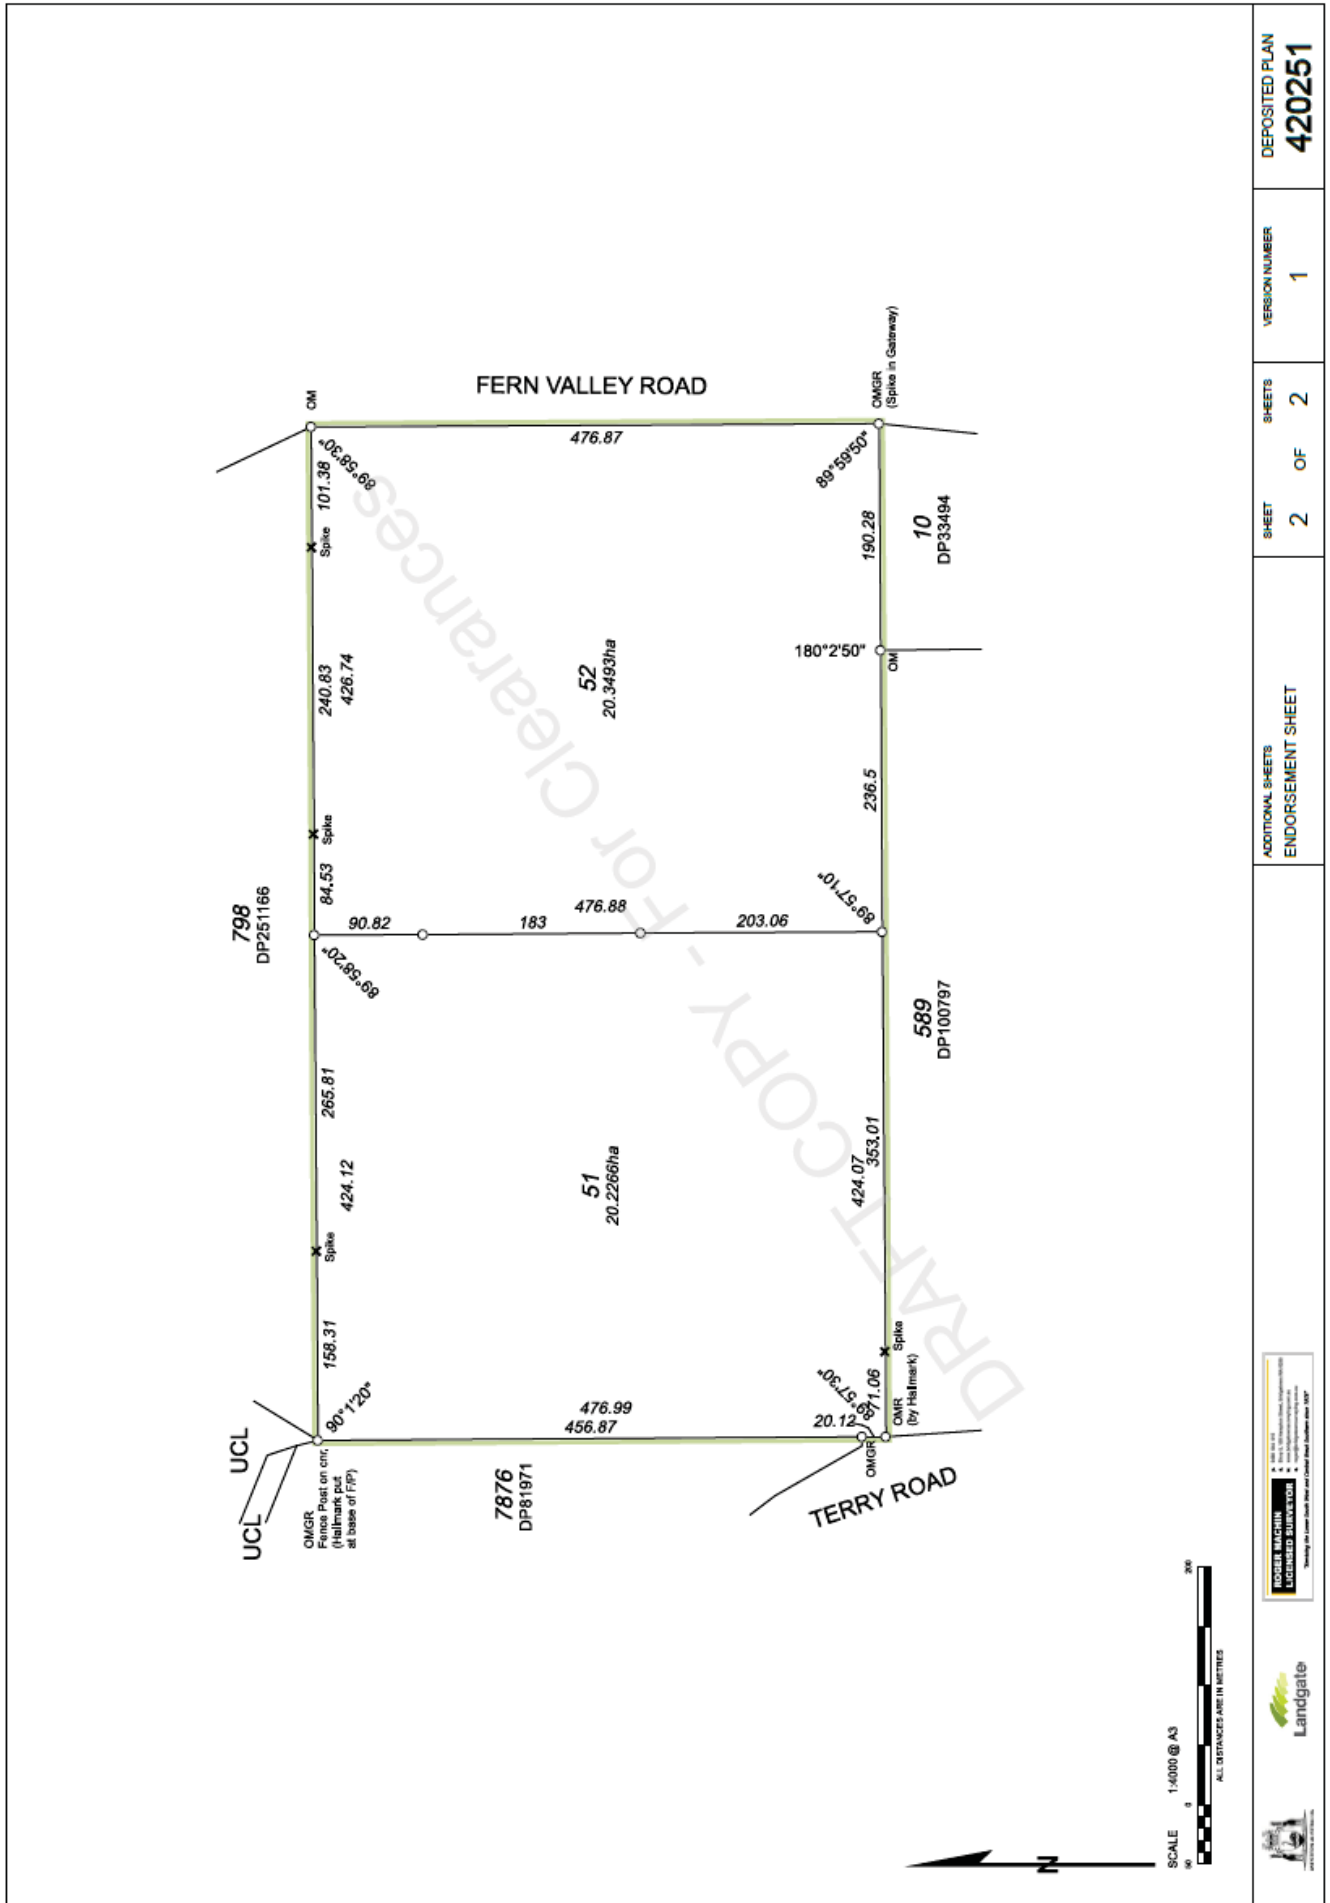 UCL
UCL
OMGR
Fence Post on cnr,
(Hallmark put
at base of F/P)
798
DP251166
OM
FERN VALLEY ROAD
OMGR
(Spike in Gateway)
90°1'20"
158.31
Spike
265.81
424.12
89°58'20"
84.53
Spike
240.83
426.74
Spike
101.38
89°58'30"
90.82
183
476.88
203.06
476.87
51
20.2266ha
52
20.3493ha
476.99
456.87
20.12
OMGR
89°57'30"
71.06
OMR
(by Hallmark)
Spike
424.07
353.01
89°57'10"
236.5
180°2'50"
OM
190.28
89°59'50"
7876
DP81971
TERRY ROAD
589
DP100797
10
DP33494
DRAFT COPY - For Clearances
N
SCALE 1:4000 @ A3
50 0 200
ALL DISTANCES ARE IN METRES
Landgate
ROGER MACHIN
LICENSED SURVEYOR
ADDITIONAL SHEETS
ENDORSEMENT SHEET
SHEET SHEETS
2 OF 2
VERSION NUMBER
1
DEPOSITED PLAN
420251